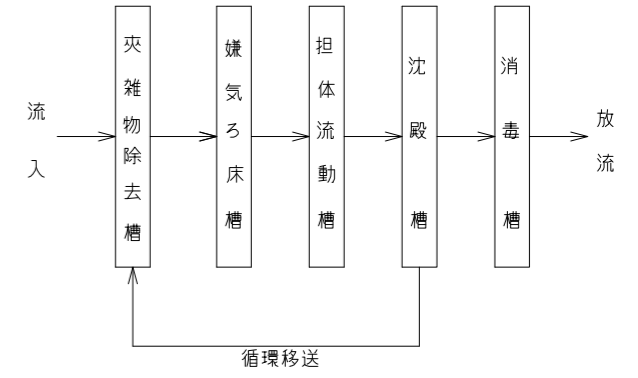 流入
夾雑物除去槽
嫌気ろ床槽
担体流動槽
沈殿槽
消毒槽
放流
循環移送